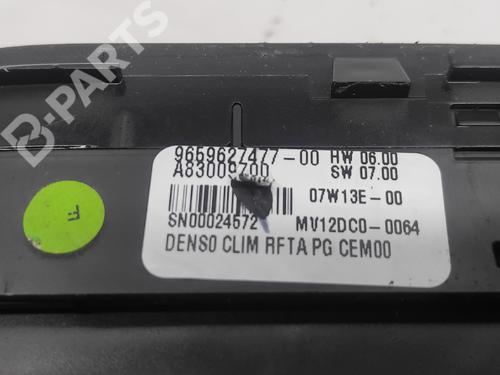 B-PARTS
9659627477-00 HW 06.00
A83009700 SW 07.00
07W13E-00
SN00024572 MV12DC0-0064
DENSO CLIM RFTA PG CEM00
F